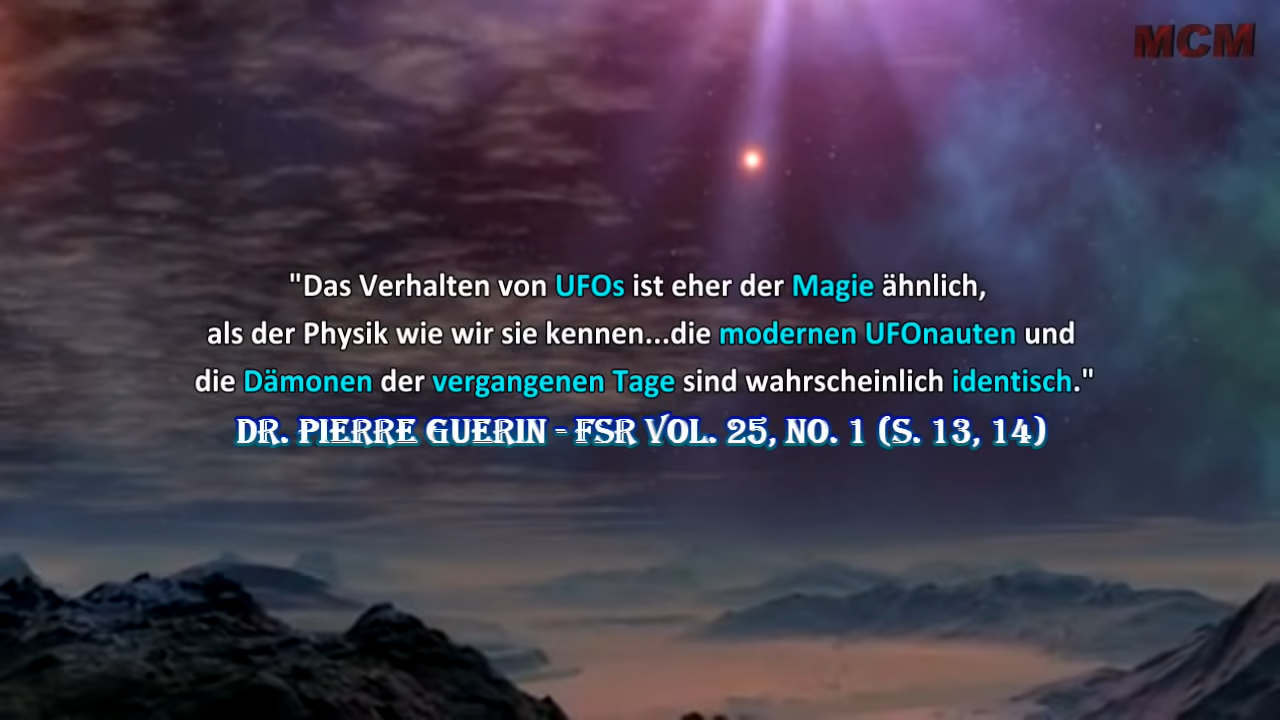 MCM
"Das Verhalten von UFOs ist eher der Magie ähnlich,
als der Physik wie wir sie kennen...die modernen UFOnauten und
die Dämonen der vergangenen Tage sind wahrscheinlich identisch."
DR. PIERRE GUERIN - FSR VOL. 25, NO. 1 (S. 13, 14)